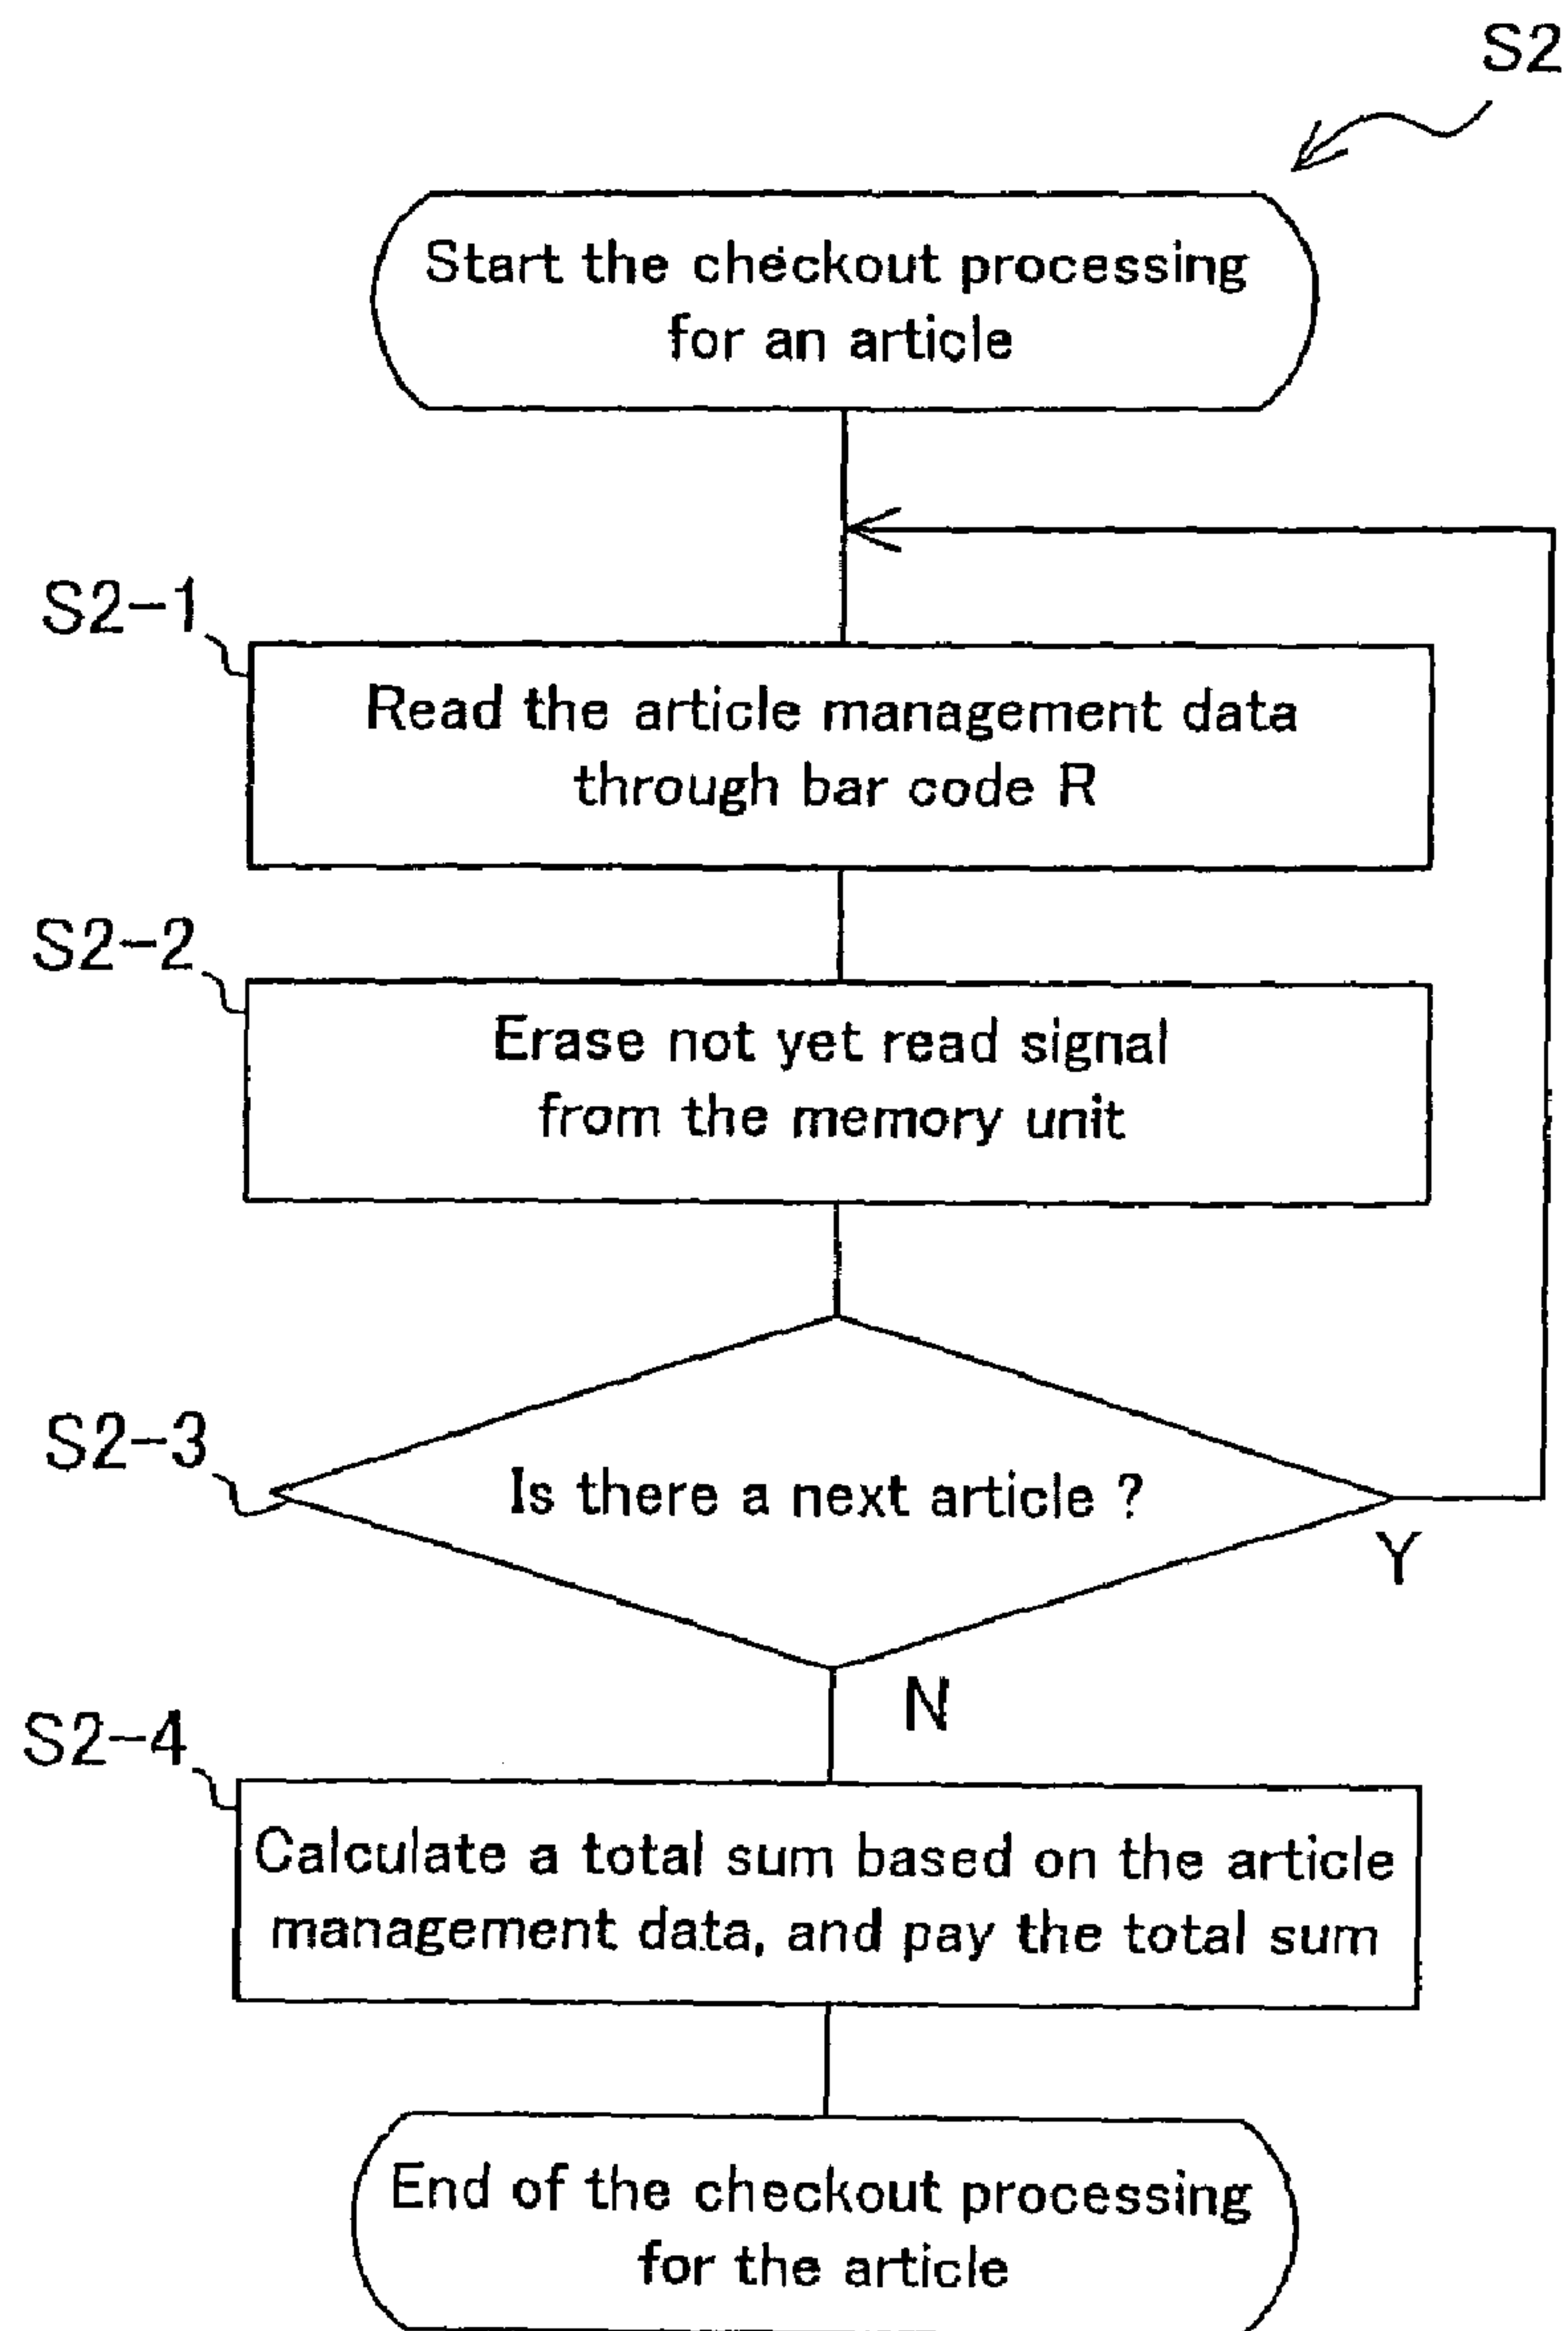 S2
Start the checkout processing
for an article
S2-1
Read the article management data
through bar code R
S2-2
Erase not yet read signal
from the memory unit
S2-3
Is there a next article ?
Y
N
S2-4
Calculate a total sum based on the article
management data, and pay the total sum
End of the checkout processing
for the article